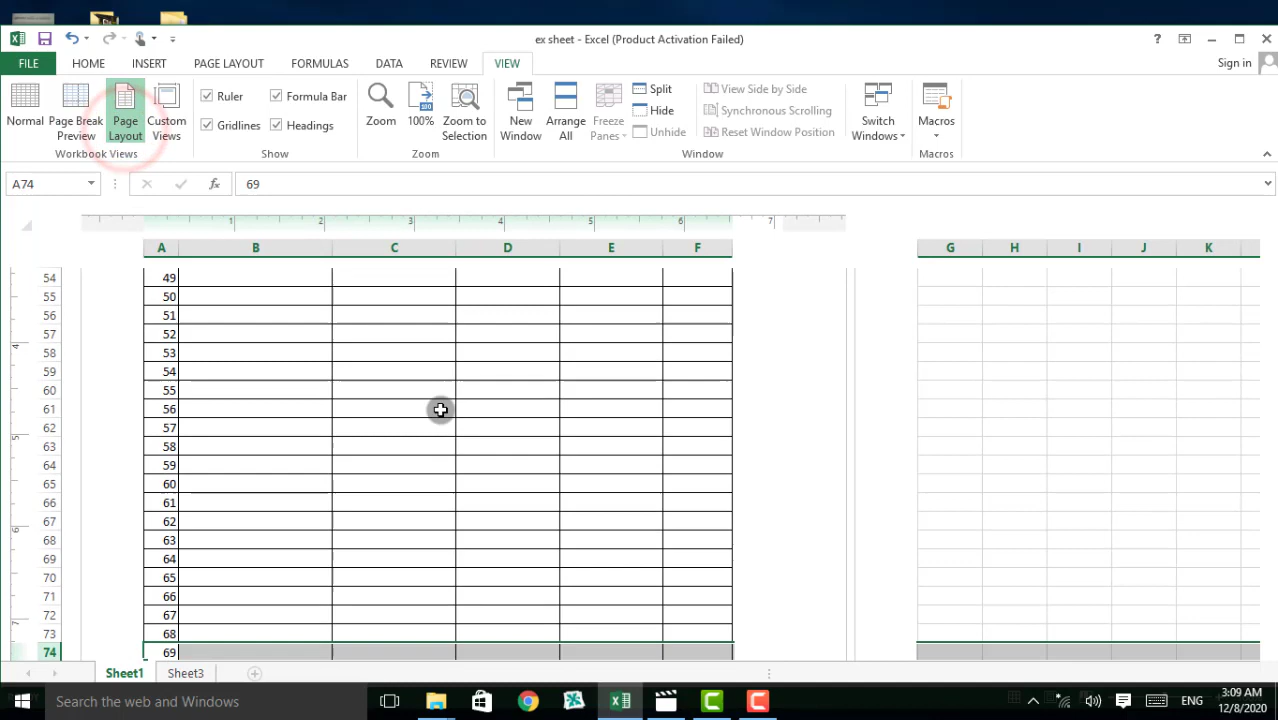 ex sheet - Excel (Product Activation Failed)
?
FILE HOME INSERT PAGE LAYOUT FORMULAS DATA REVIEW VIEW Sign in
Normal
Page Break
Preview
Page
Layout
Custom
Views
Workbook Views
Ruler Formula Bar
Gridlines Headings
Show
Zoom
100
100%
Zoom to
Selection
Zoom
New
Window
Arrange
All
Freeze
Panes
Split
Hide
Unhide
View Side by Side
Synchronous Scrolling
Reset Window Position
Window
Switch
Windows
Macros
Macros
A74 fx 69
1 2 3 4 5 6 7
A B C D E F G H I J K
54 49
55 50
56 51
57 52
58 53
59 54
60 55
61 56
62 57
63 58
64 59
65 60
66 61
67 62
68 63
69 64
70 65
71 66
72 67
73 68
74 69
4
5
6
7
Sheet1 Sheet3
Search the web and Windows
ENG
3:09 AM
12/8/2020